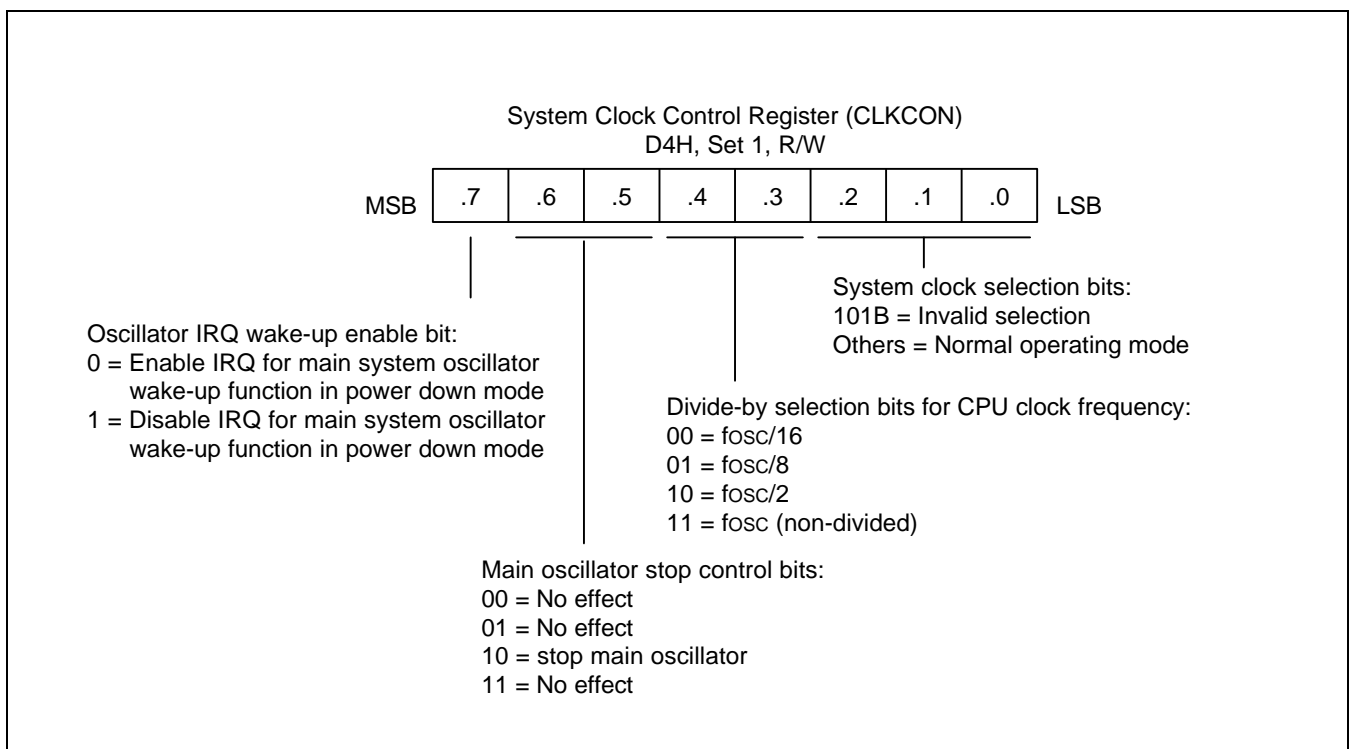 System Clock Control Register (CLKCON)
D4H, Set 1, R/W
MSB .7 .6 .5 .4 .3 .2 .1 .0 LSB
Oscillator IRQ wake-up enable bit:
0 = Enable IRQ for main system oscillator
wake-up function in power down mode
1 = Disable IRQ for main system oscillator
wake-up function in power down mode
Main oscillator stop control bits:
00 = No effect
01 = No effect
10 = stop main oscillator
11 = No effect
Divide-by selection bits for CPU clock frequency:
00 = fOSC/16
01 = fOSC/8
10 = fOSC/2
11 = fOSC (non-divided)
System clock selection bits:
101B = Invalid selection
Others = Normal operating mode